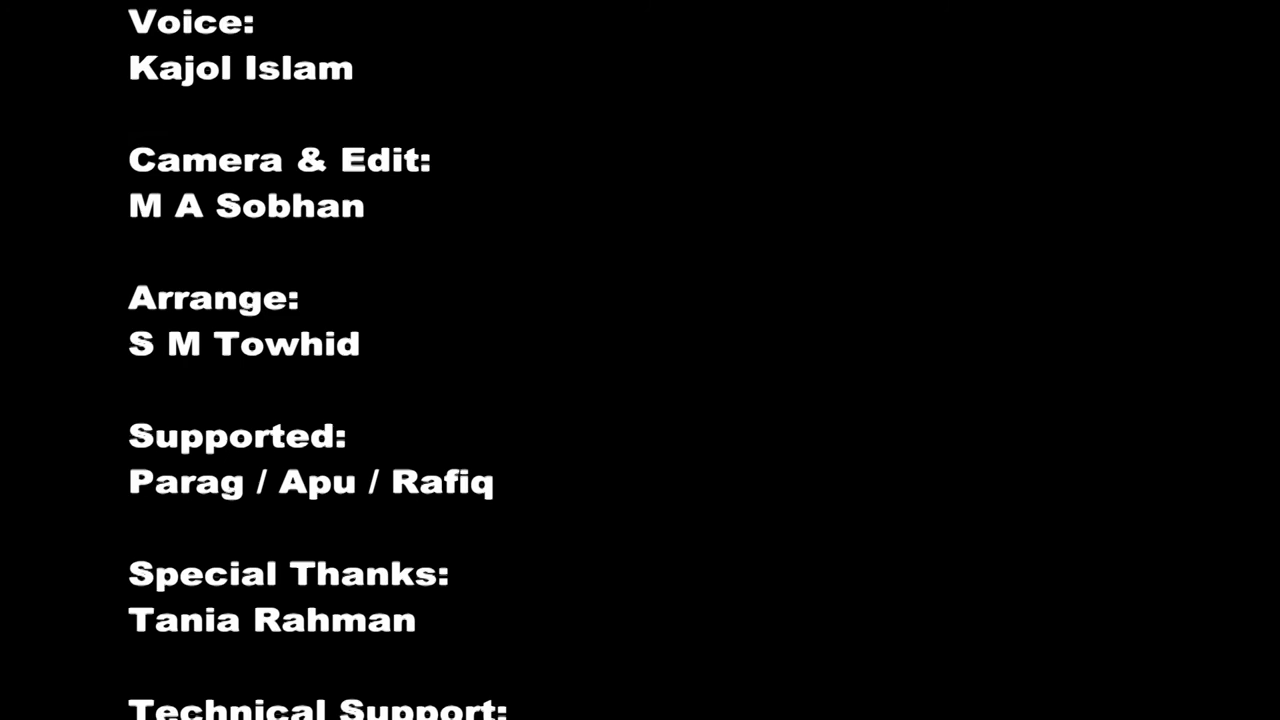 Voice:
Kajol Islam
Camera & Edit:
M A Sobhan
Arrange:
S M Towhid
Supported:
Parag / Apu / Rafiq
Special Thanks:
Tania Rahman
Technical Support: